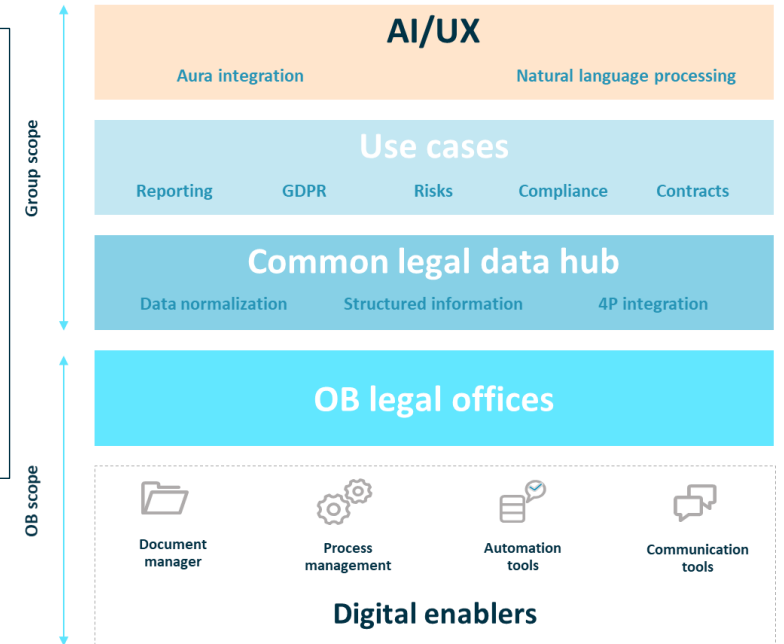 AI/UX
Aura integration Natural language processing
Group scope
Use cases
Reporting GDPR Risks Compliance Contracts
Common legal data hub
Data normalization Structured information 4P integration
OB legal offices
OB scope
Document manager
Process management
Automation tools
Communication tools
Digital enablers